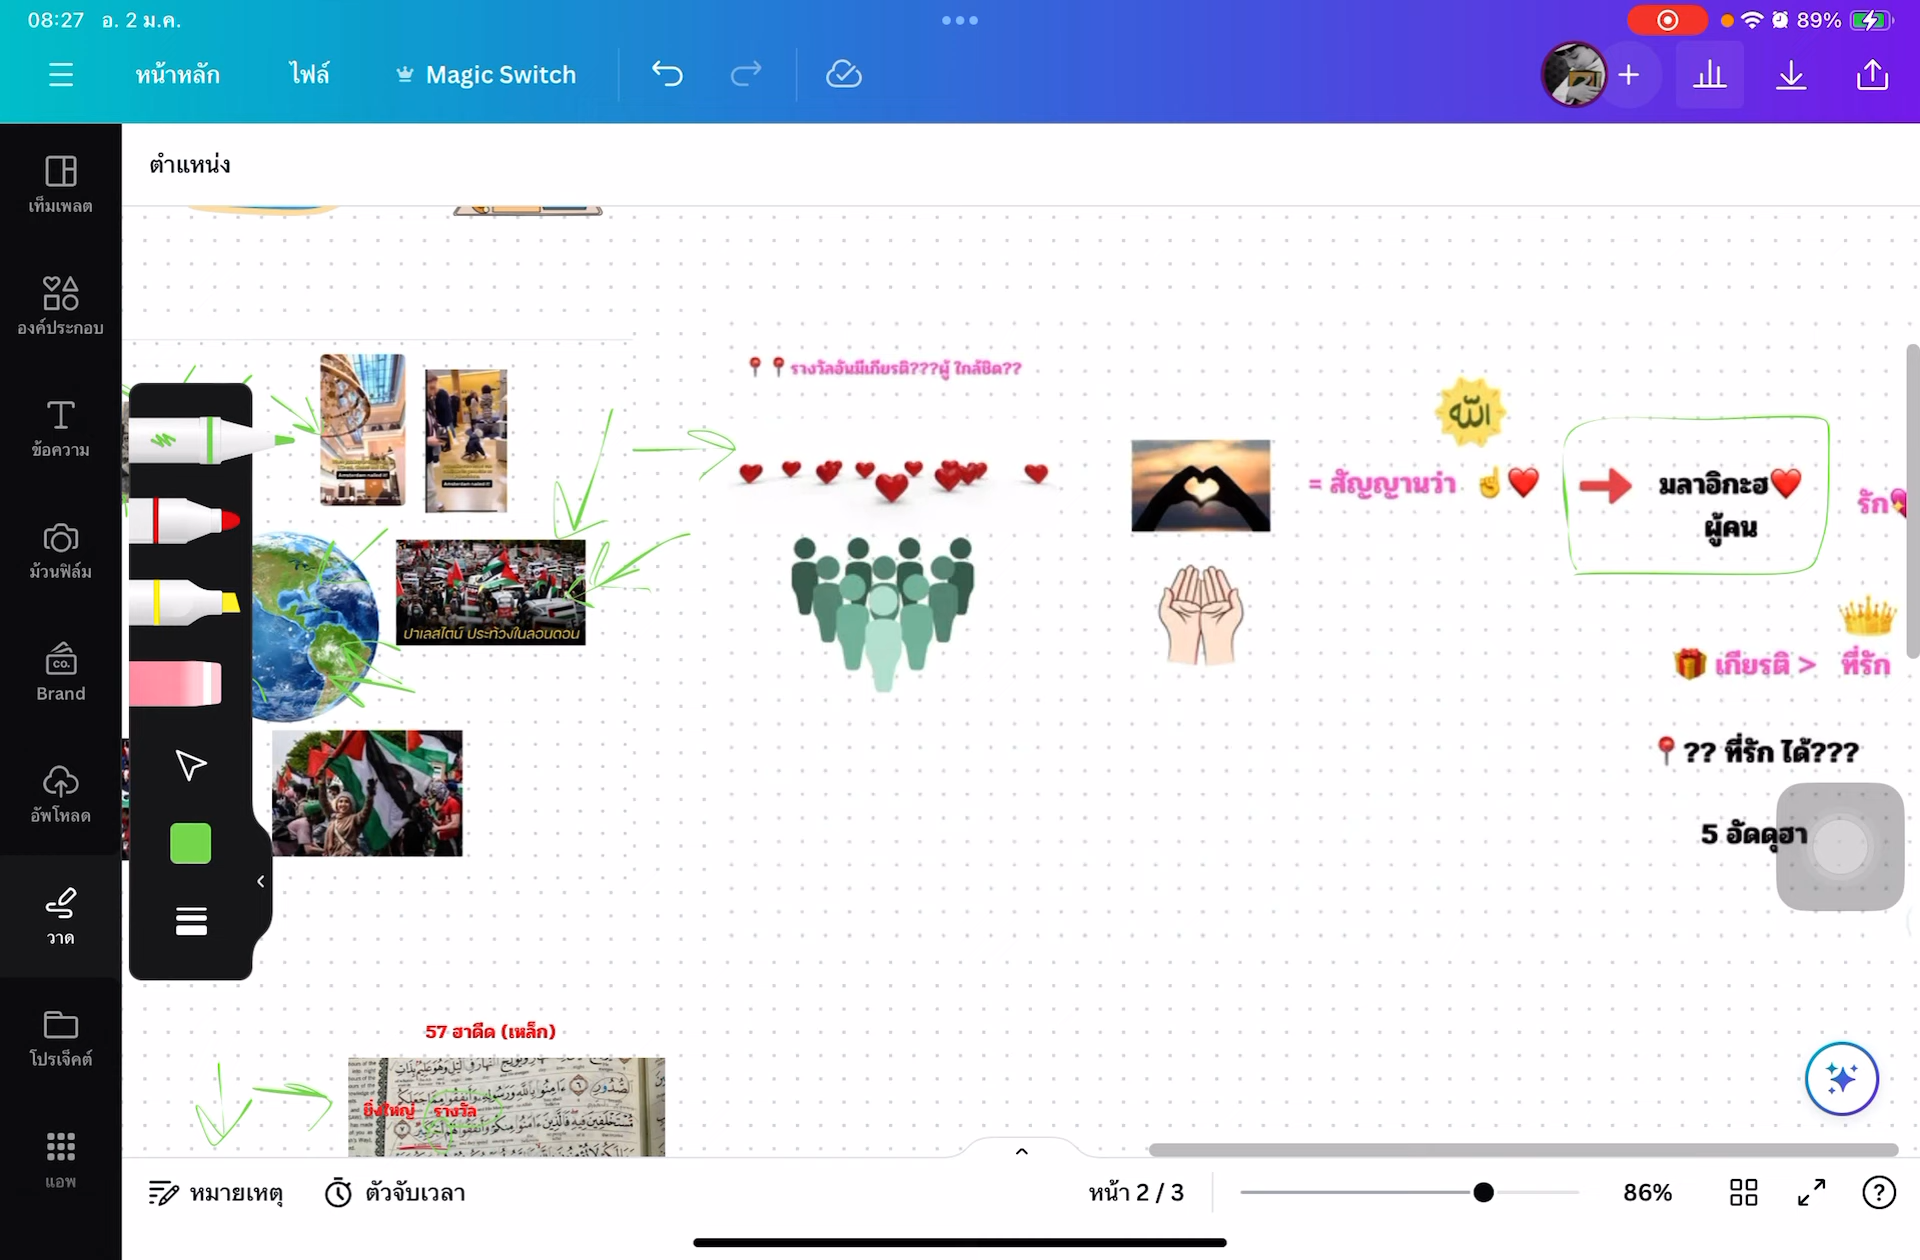 08:27 อ. 2 ม.ค.
89%
หน้าหลัก
ไฟล์
Magic Switch
ตำแหน่ง
เท็มเพลต
องค์ประกอบ
ข้อความ
ม้วนฟิล์ม
CO.
Brand
อัพโหลด
วาด
โปรเจ็คต์
แอพ
รางวัลอันมีเกียรติ???ผู้ ใกล้ชิด??
الله
= สัญญานว่า
มลาอิกะฮ
ผู้คน
รัก
ปาเลสไตน์ ประท้วงในลอนดอน
เกียรติ > ที่รัก
?? ที่รัก ได้???
5 อัดดุฮา
57 ฮาดีด (เหล็ก)
ยิ่งใหญ่ รางวัล
หมายเหตุ
ตัวจับเวลา
หน้า 2 / 3
86%